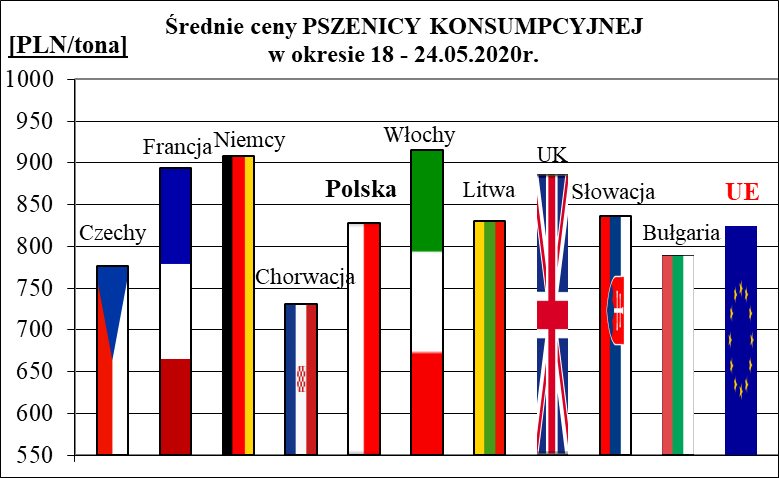 Średnie ceny PSZENICY KONSUMPCYJNEJ
w okresie 18 - 24.05.2020r.
[PLN/tona]
1000
950
900
850
800
750
700
650
600
550
Czechy
Francja
Niemcy
Chorwacja
Polska
Włochy
Litwa
UK
Słowacja
Bułgaria
UE